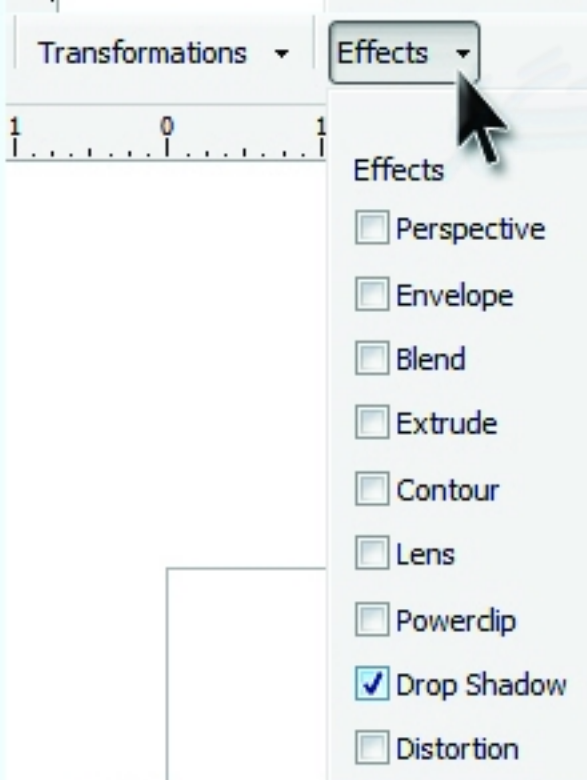 Transformations Effects
1 0 1
Effects
Perspective
Envelope
Blend
Extrude
Contour
Lens
Powerclip
Drop Shadow
Distortion